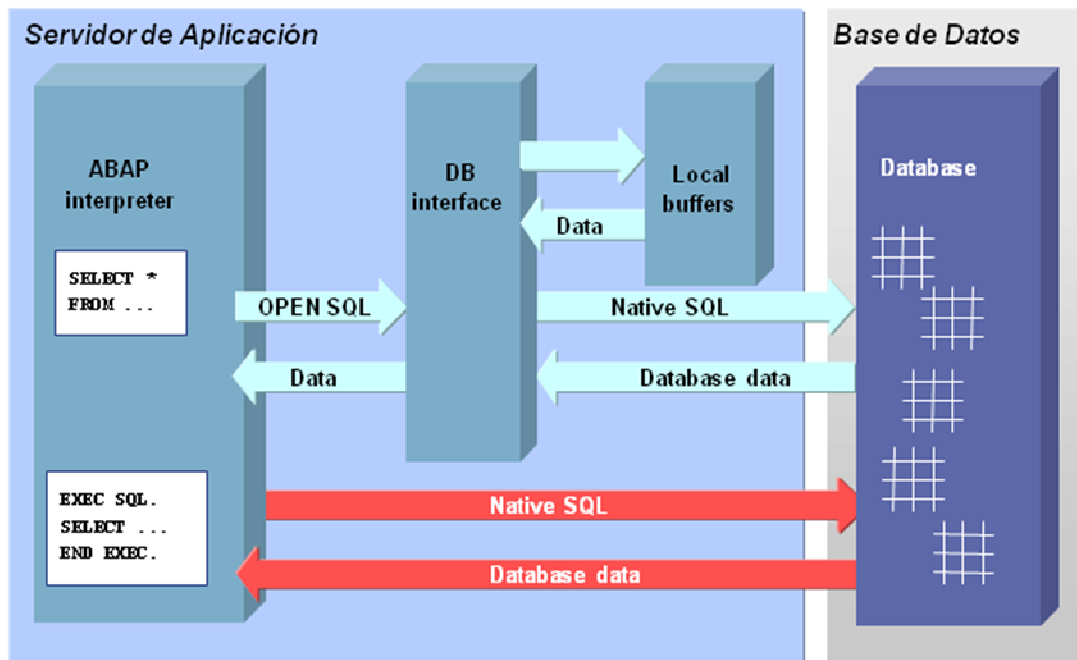 Servidor de Aplicación
Base de Datos
ABAP
interpreter
DB
interface
Local
buffers
Database
Data
SELECT *
FROM ...
OPEN SQL
Native SQL
Data
Database data
EXEC SQL.
SELECT ...
END EXEC.
Native SQL
Database data